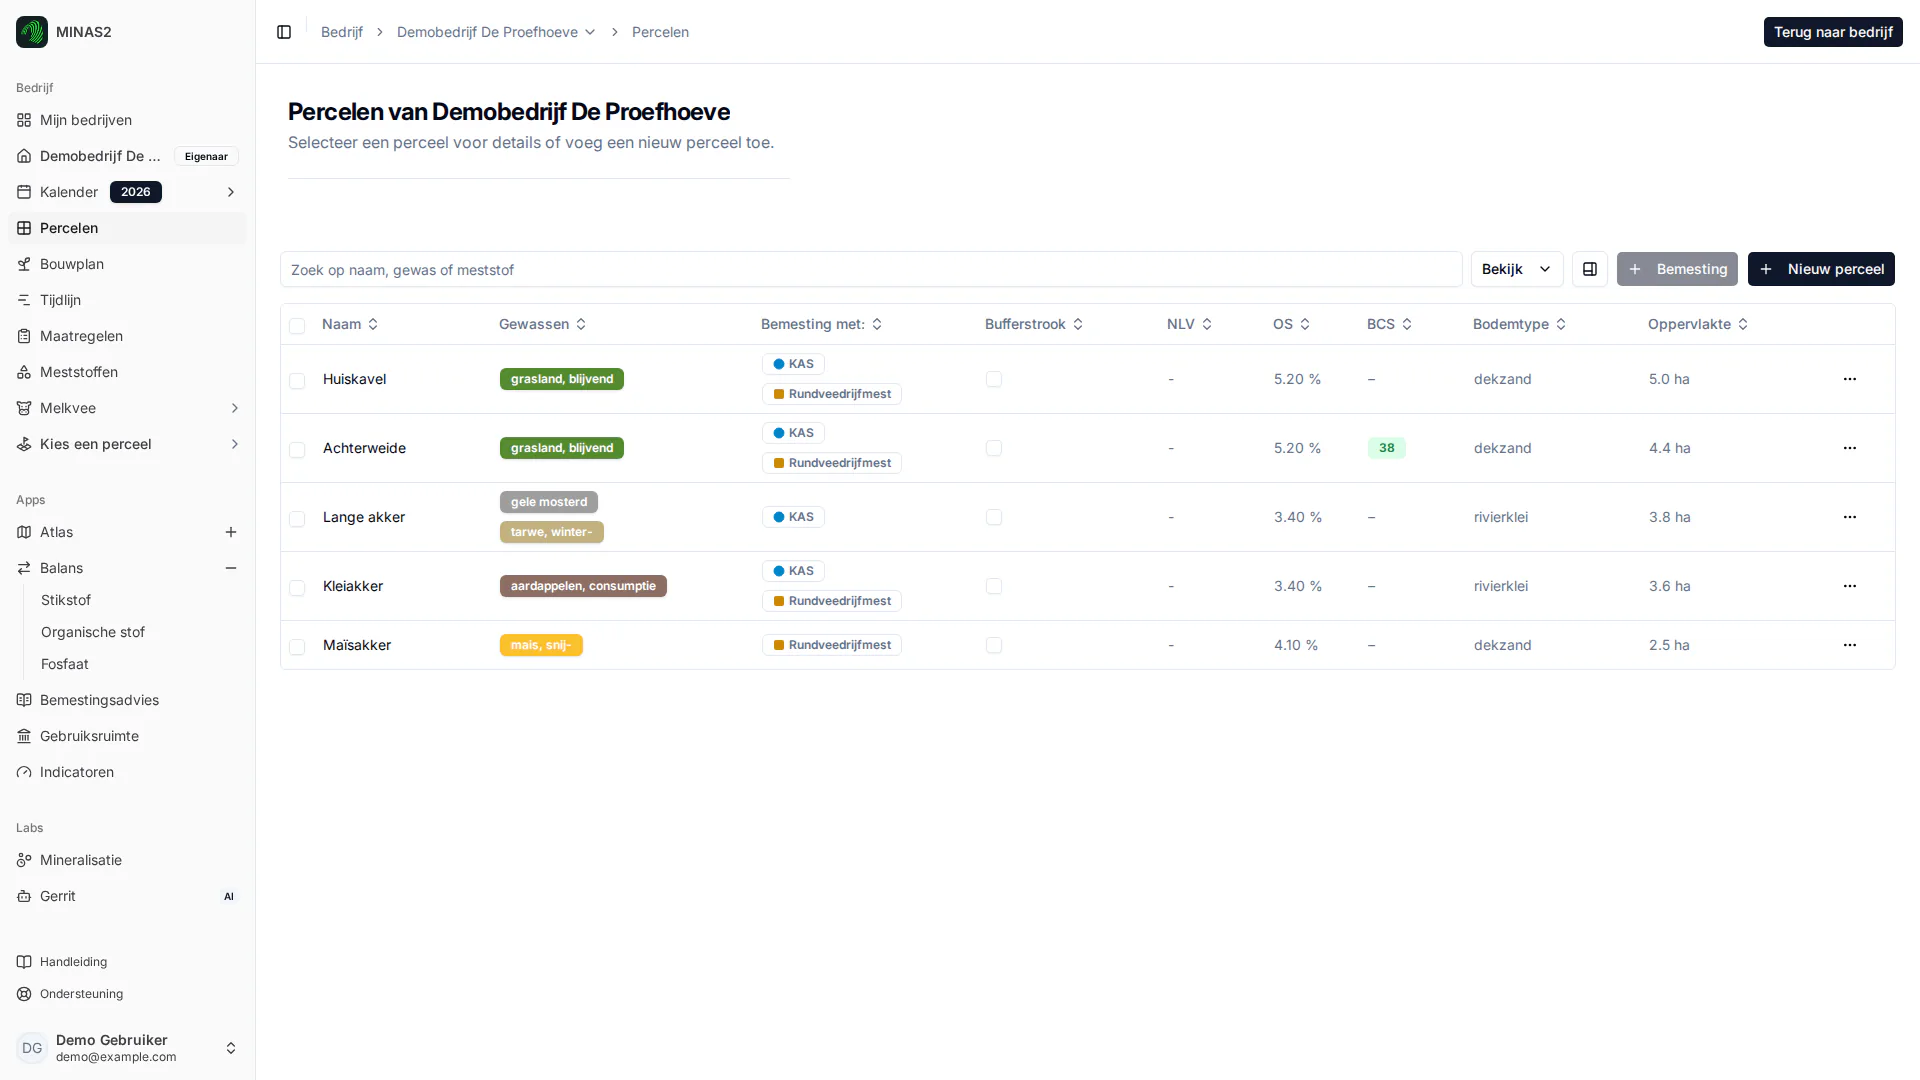 MINAS2
Bedrijf
Mijn bedrijven
Demobedrijf De ... Eigenaar
Kalender 2026
Percelen
Bouwplan
Tijdlijn
Maatregelen
Meststoffen
Melkvee
Kies een perceel
Apps
Atlas
Balans
Stikstof
Organische stof
Fosfaat
Bemestingsadvies
Gebruiksruimte
Indicatoren
Labs
Mineralisatie
Gerrit AI
Handleiding
Ondersteuning
DG Demo Gebruiker
demo@example.com
Bedrijf > Demobedrijf De Proefhoeve > Percelen
Terug naar bedrijf
Percelen van Demobedrijf De Proefhoeve
Selecteer een perceel voor details of voeg een nieuw perceel toe.
Zoek op naam, gewas of meststof Bekijk + Bemesting + Nieuw perceel
Naam Gewassen Bemesting met: Bufferstrook NLV OS BCS Bodemtype Oppervlakte
Huiskavel grasland, blijvend KAS Rundveedrijfmest - 5.20 % – dekzand 5.0 ha ...
Achterweide grasland, blijvend KAS Rundveedrijfmest - 5.20 % 38 dekzand 4.4 ha ...
Lange akker gele mosterd tarwe, winter- KAS - 3.40 % – rivierklei 3.8 ha ...
Kleiakker aardappelen, consumptie KAS Rundveedrijfmest - 3.40 % – rivierklei 3.6 ha ...
Maïsakker mais, snij- Rundveedrijfmest - 4.10 % – dekzand 2.5 ha ...